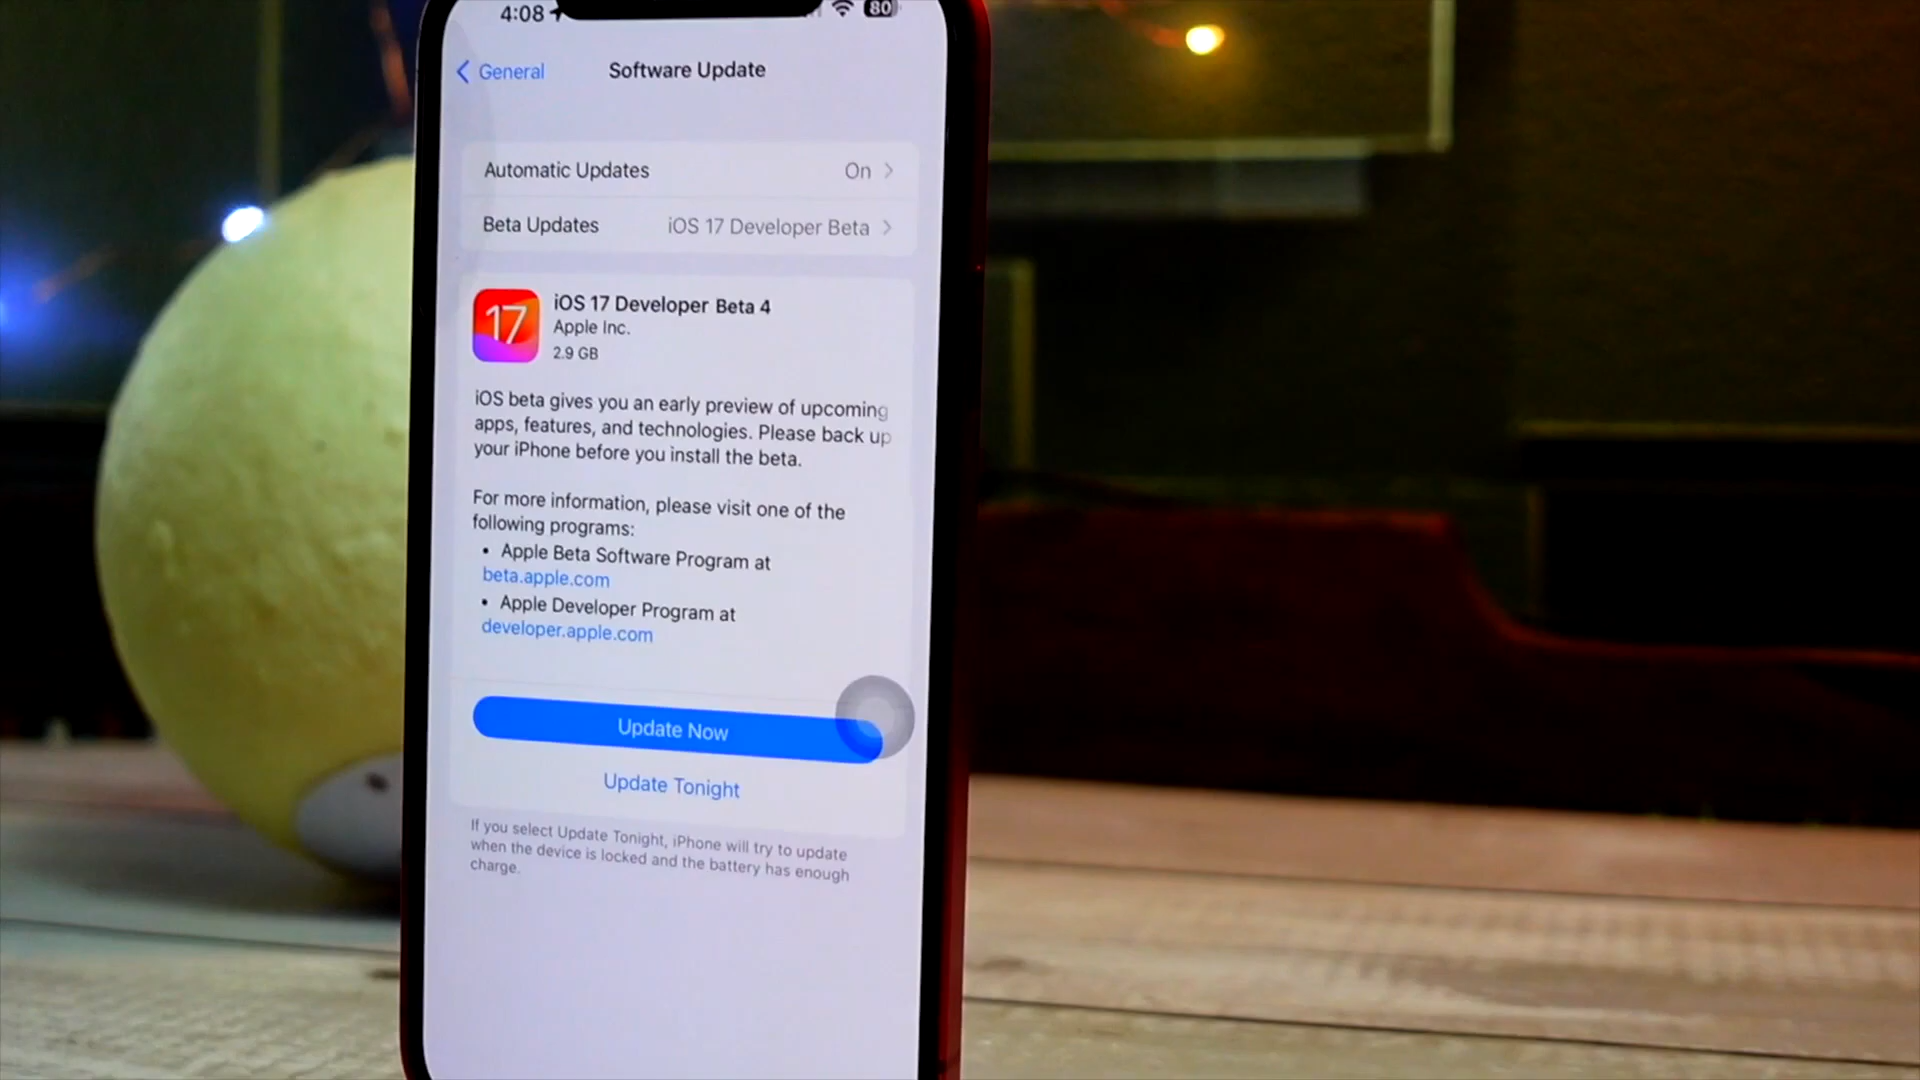 4:08
80
General
Software Update
Automatic Updates On
Beta Updates iOS 17 Developer Beta
17
iOS 17 Developer Beta 4
Apple Inc.
2.9 GB
iOS beta gives you an early preview of upcoming
apps, features, and technologies. Please back up
your iPhone before you install the beta.
For more information, please visit one of the
following programs:
• Apple Beta Software Program at
beta.apple.com
• Apple Developer Program at
developer.apple.com
Update Now
Update Tonight
If you select Update Tonight, iPhone will try to update
when the device is locked and the battery has enough
charge.